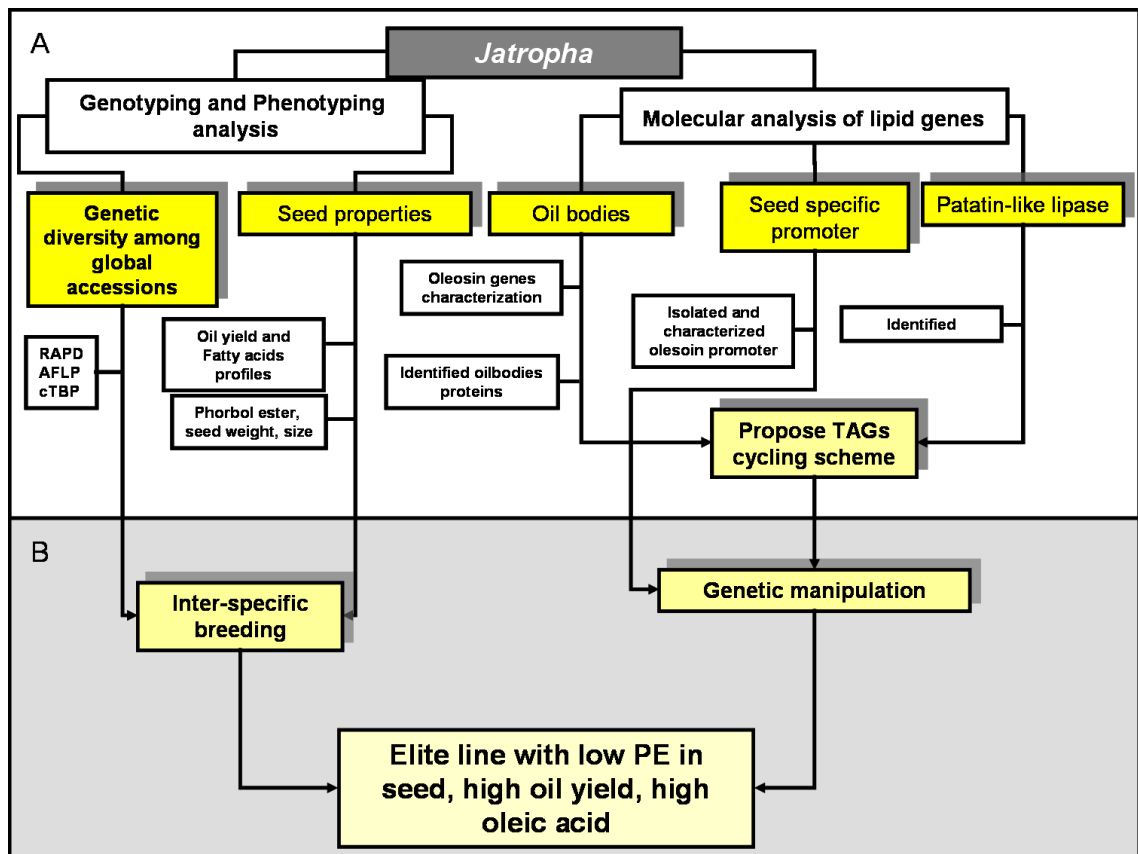 A
Jatropha
Genotyping and Phenotyping
analysis
Molecular analysis of lipid genes
Genetic
diversity among
global
accessions
Seed properties
Oil bodies
Seed specific
promoter
Patatin-like lipase
Oleosin genes
characterization
Isolated and
characterized
olesoin promoter
Identified
RAPD
AFLP
cTBP
Oil yield and
Fatty acids
profiles
Identified oilbodies
proteins
Phorbol ester,
seed weight, size
Propose TAGs
cycling scheme
B
Inter-specific
breeding
Genetic manipulation
Elite line with low PE in
seed, high oil yield, high
oleic acid